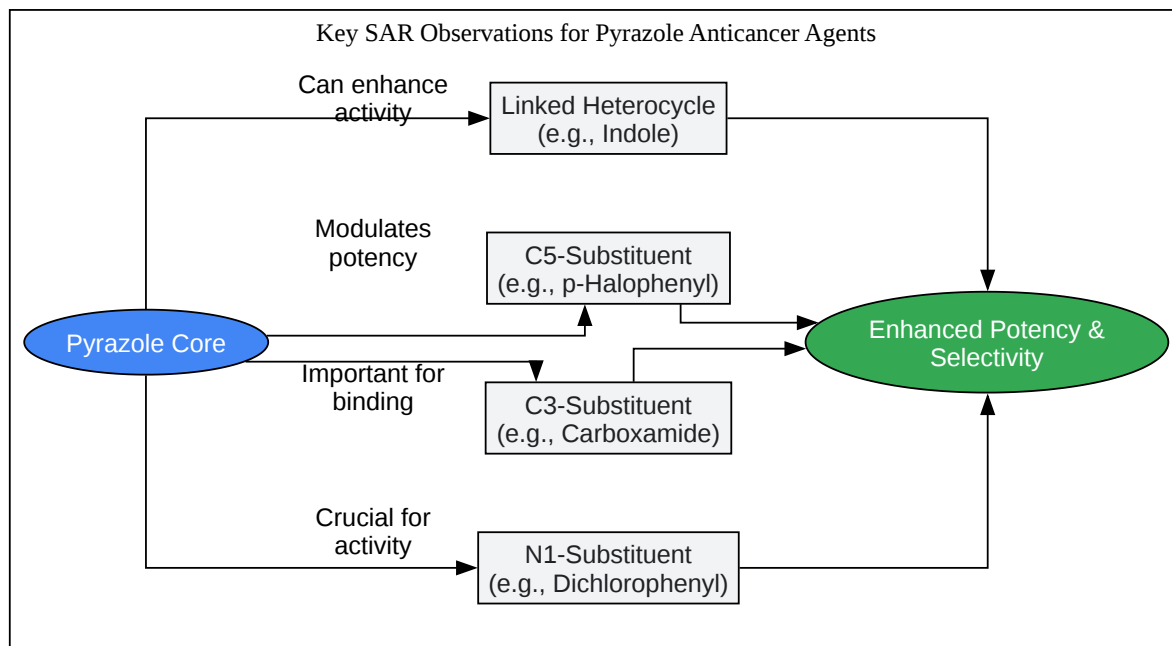 Key SAR Observations for Pyrazole Anticancer Agents
Can enhance
activity
Linked Heterocycle
(e.g., Indole)
Modulates
potency
C5-Substituent
(e.g., p-Halophenyl)
Pyrazole Core
Enhanced Potency &
Selectivity
Important for
binding
C3-Substituent
(e.g., Carboxamide)
Crucial for
activity
N1-Substituent
(e.g., Dichlorophenyl)